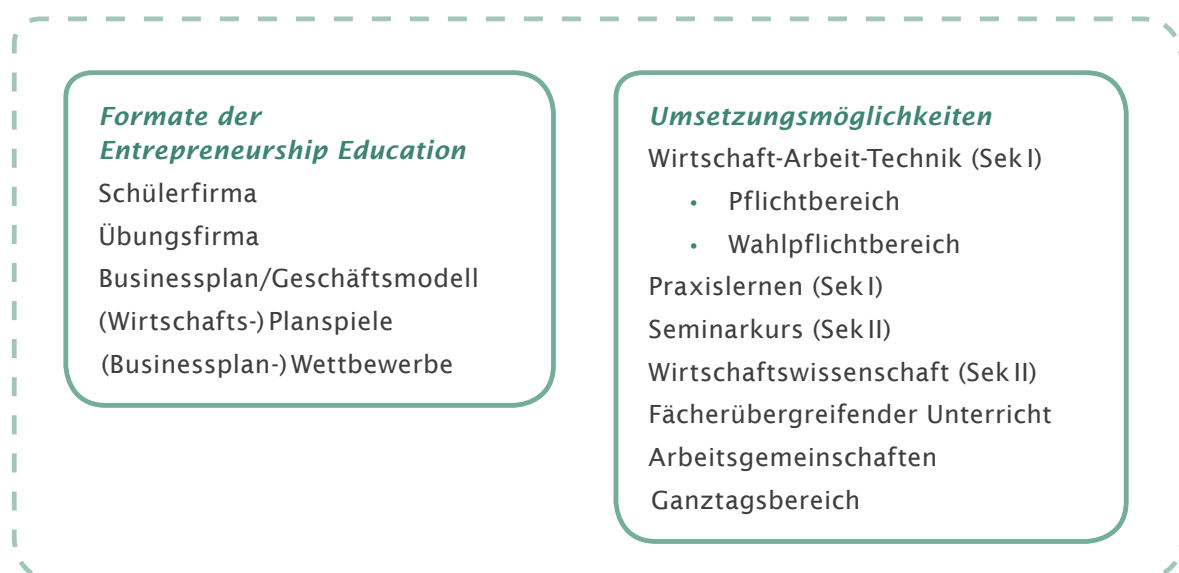 Formate der
Entrepreneurship Education
Schülerfirma
Übungsfirma
Businessplan/Geschäftsmodell
(Wirtschafts-) Planspiele
(Businessplan-) Wettbewerbe
Umsetzungsmöglichkeiten
Wirtschaft-Arbeit-Technik (Sek I)
• Pflichtbereich
• Wahlpflichtbereich
Praxislernen (Sek I)
Seminarkurs (Sek II)
Wirtschaftswissenschaft (Sek II)
Fächerübergreifender Unterricht
Arbeitsgemeinschaften
Ganztagsbereich